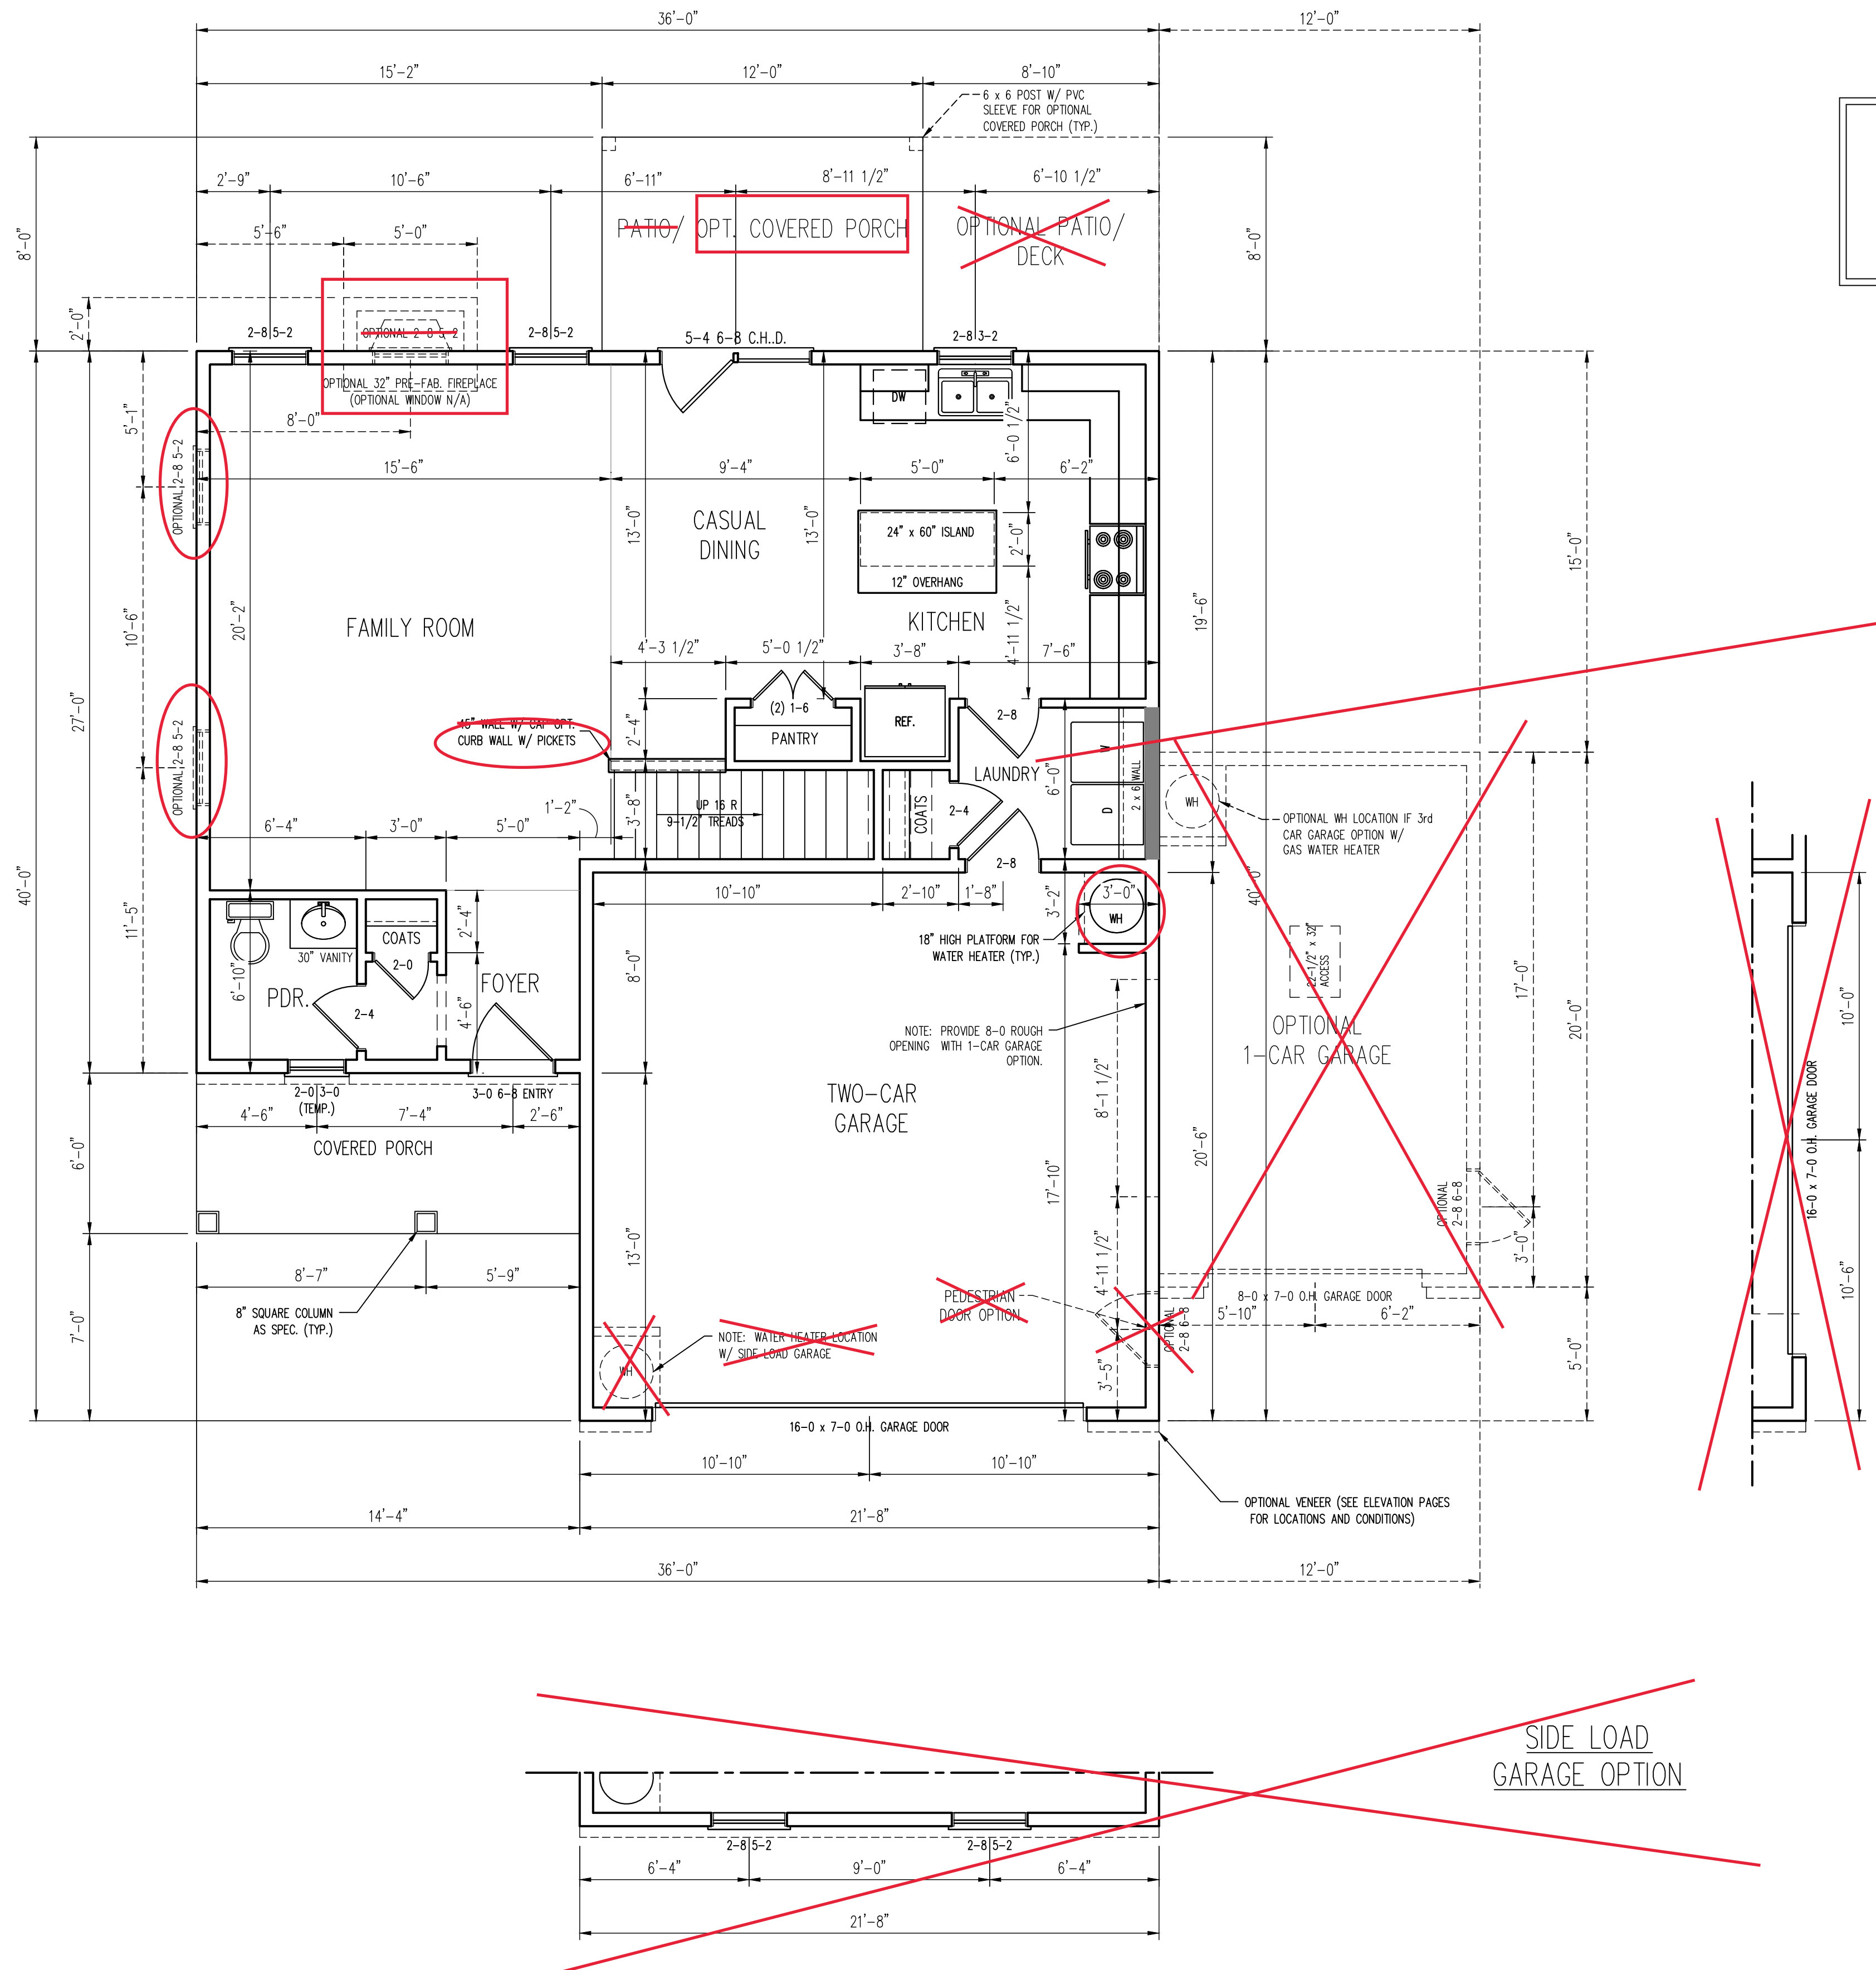 36'-0"
12'-0"
15'-2"
12'-0"
8'-10"
6 x 6 POST W/ PVC
SLEEVE FOR OPTIONAL
COVERED PORCH (TYP.)
2'-9"
10'-6"
6'-11"
8'-11 1/2"
6'-10 1/2"
8'-0"
PATIO/ OPT. COVERED PORCH
OPTIONAL PATIO/
DECK
8'-0"
5'-6"
5'-0"
2'-0"
2-8 5-2
OPTIONAL 2-8 5-2
2-8 5-2
5-4 6-8 C.H..D.
2-8 3-2
OPTIONAL 32" PRE-FAB. FIREPLACE
(OPTIONAL WINDOW N/A)
DW
8'-0"
5'-1"
6'-0 1/2"
OPTIONAL 2-8 5-2
15'-6"
9'-4"
5'-0"
6'-2"
CASUAL
DINING
13'-0"
13'-0"
24" x 60" ISLAND
2'-0"
12" OVERHANG
15'-0"
10'-6"
20'-2"
FAMILY ROOM
KITCHEN
4'-11 1/2"
19'-6"
4'-3 1/2"
5'-0 1/2"
3'-8"
7'-6"
27'-0"
(2) 1-6
PANTRY
REF.
2-8
45" WALL W/ CAP OPT.
CURB WALL W/ PICKETS
2'-4"
W
LAUNDRY
6'-0"
2 x 6 WALL
D
OPTIONAL 2-8 5-2
1'-2"
UP 16 R
9-1/2" TREADS
3'-8"
COATS
2-4
WH
OPTIONAL WH LOCATION IF 3rd
CAR GARAGE OPTION W/
GAS WATER HEATER
6'-4"
3'-0"
5'-0"
2-8
40'-0"
11'-5"
10'-10"
2'-10"
1'-8"
3'-2"
3'-0"
WH
40'-0"
COATS
2'-4"
18" HIGH PLATFORM FOR
WATER HEATER (TYP.)
22-1/2" x 32"
ACCESS
30" VANITY
2-0
6'-10"
PDR.
FOYER
8'-0"
17'-0"
10'-0"
2-4
4'-6"
NOTE: PROVIDE 8-0 ROUGH
OPENING WITH 1-CAR GARAGE
OPTION.
OPTIONAL
1-CAR GARAGE
20'-0"
2-0 3-0
(TEMP.)
3-0 6-8 ENTRY
TWO-CAR
GARAGE
8'-1 1/2"
4'-6"
7'-4"
2'-6"
COVERED PORCH
6'-0"
20'-6"
17'-10"
16-0 x 7-0 O.H. GARAGE DOOR
OPTIONAL
2-8 6-8
13'-0"
4'-11 1/2"
3'-0"
8'-7"
5'-9"
10'-6"
7'-0"
8" SQUARE COLUMN
AS SPEC. (TYP.)
PEDESTRIAN
DOOR OPTION
8-0 x 7-0 O.H. GARAGE DOOR
5'-10"
6'-2"
OPTIONAL
2-8 6-8
NOTE: WATER HEATER LOCATION
W/ SIDE LOAD GARAGE
WH
3'-5"
5'-0"
16-0 x 7-0 O.H. GARAGE DOOR
10'-10"
10'-10"
OPTIONAL VENEER (SEE ELEVATION PAGES
FOR LOCATIONS AND CONDITIONS)
14'-4"
21'-8"
36'-0"
12'-0"
SIDE LOAD
GARAGE OPTION
2-8 5-2
2-8 5-2
6'-4"
9'-0"
6'-4"
21'-8"